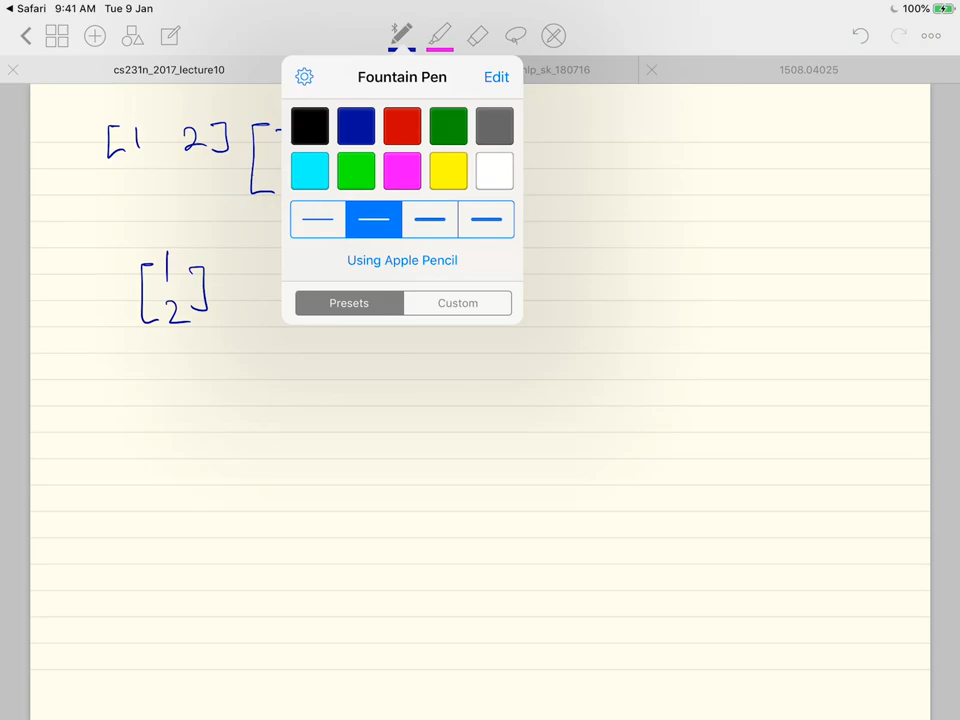 Safari 9:41 AM Tue 9 Jan 100%
cs231n_2017_lecture10 nlp_sk_180716 1508.04025
Fountain Pen Edit
[1 2] [
Using Apple Pencil
Presets Custom
[1
2]